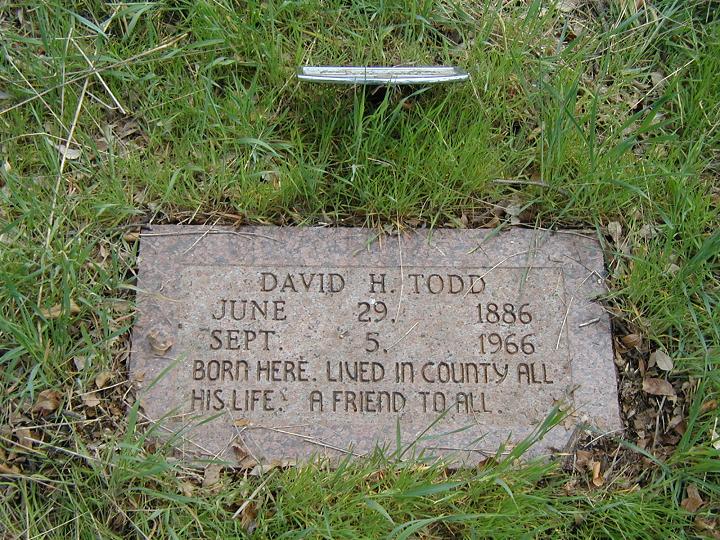 DAVID H. TODD
JUNE 29, 1886
SEPT. 5, 1966
BORN HERE. LIVED IN COUNTY ALL
HIS LIFE. A FRIEND TO ALL.